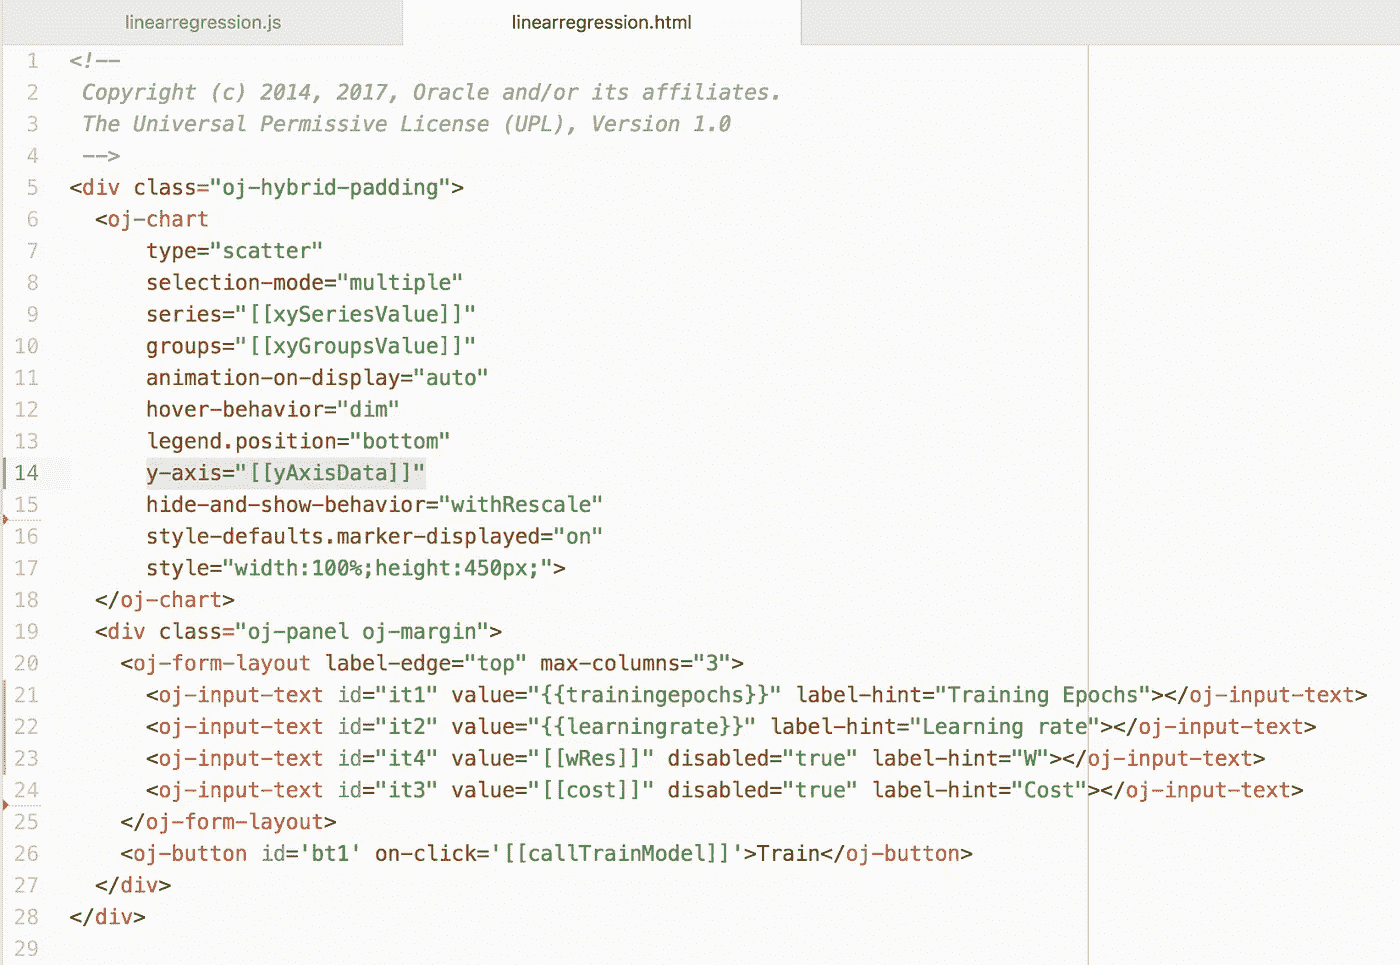 linearregression.js
linearregression.html
1 <!--
2  Copyright (c) 2014, 2017, Oracle and/or its affiliates.
3  The Universal Permissive License (UPL), Version 1.0
4  -->
5 <div class="oj-hybrid-padding">
6   <oj-chart
7       type="scatter"
8       selection-mode="multiple"
9       series="[[xySeriesValue]]"
10       groups="[[xyGroupsValue]]"
11       animation-on-display="auto"
12       hover-behavior="dim"
13       legend.position="bottom"
14       y-axis="[[yAxisData]]"
15       hide-and-show-behavior="withRescale"
16       style-defaults.marker-displayed="on"
17       style="width:100%;height:450px;">
18   </oj-chart>
19   <div class="oj-panel oj-margin">
20     <oj-form-layout label-edge="top" max-columns="3">
21       <oj-input-text id="it1" value="{{trainingepochs}}" label-hint="Training Epochs"></oj-input-text>
22       <oj-input-text id="it2" value="{{learningrate}}" label-hint="Learning rate"></oj-input-text>
23       <oj-input-text id="it4" value="[[wRes]]" disabled="true" label-hint="W"></oj-input-text>
24       <oj-input-text id="it3" value="[[cost]]" disabled="true" label-hint="Cost"></oj-input-text>
25     </oj-form-layout>
26     <oj-button id='bt1' on-click='[[callTrainModel]]'>Train</oj-button>
27   </div>
28 </div>
29